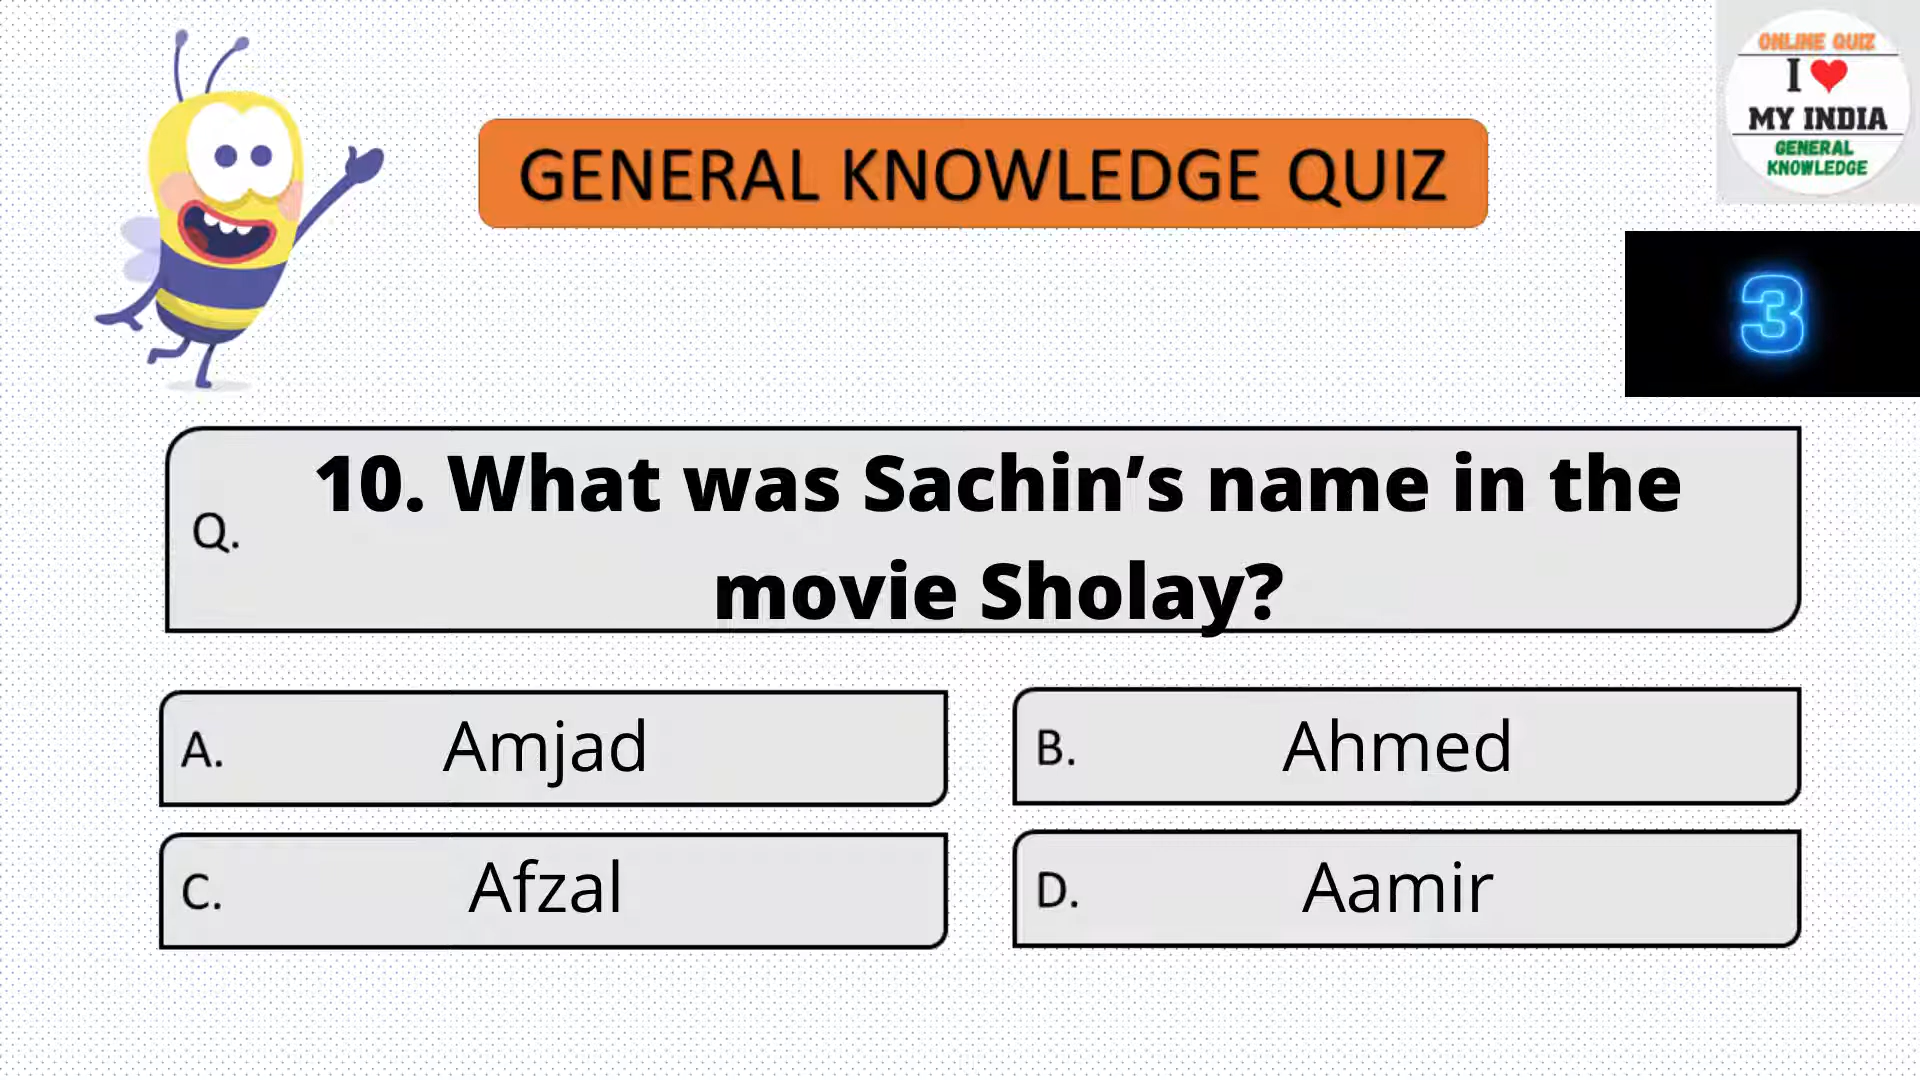 ONLINE QUIZ
I ❤
MY INDIA
GENERAL
KNOWLEDGE
GENERAL KNOWLEDGE QUIZ
3
Q. 10. What was Sachin’s name in the
movie Sholay?
A. Amjad
B. Ahmed
C. Afzal
D. Aamir